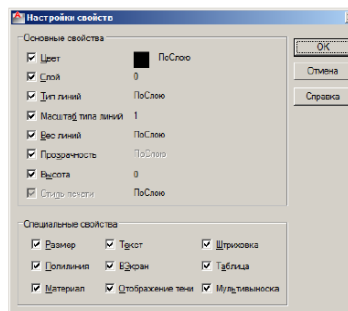 Настройки свойств
Основные свойства
Цвет ПоСлою
Слой 0
Тип линий ПоСлою
Масштаб типа линий 1
Вес линий ПоСлою
Прозрачность ПоСлою
Высота 0
Стиль печати ПоСлою
Специальные свойства
Размер Текст Штриховка
Полилиния ВЭкран Таблица
Материал Отображение тени Мультивыноска
OK
Отмена
Справка